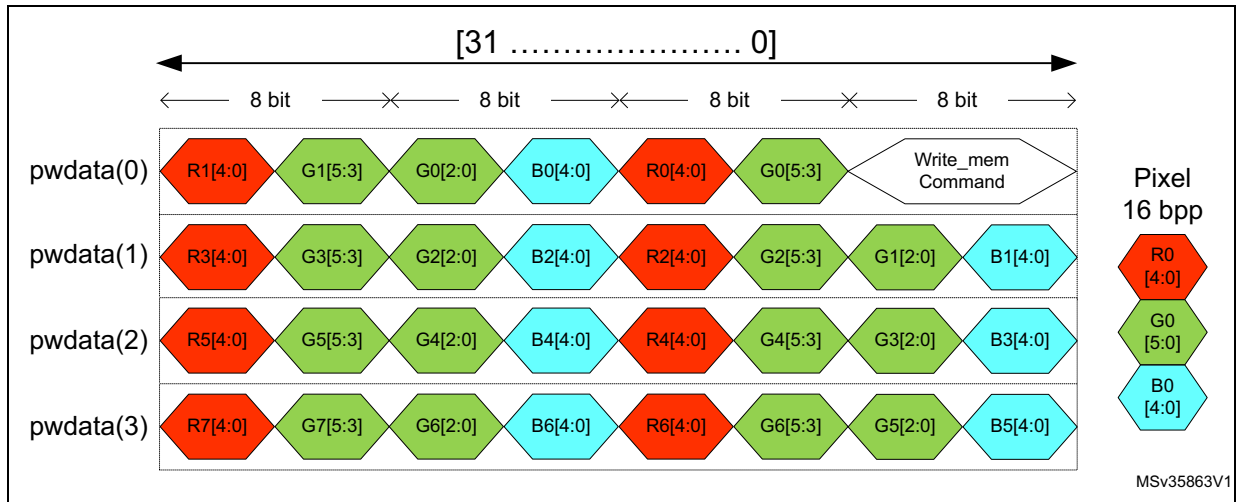 [31 ...................... 0]
8 bit 8 bit 8 bit 8 bit
pwdata(0) R1[4:0] G1[5:3] G0[2:0] B0[4:0] R0[4:0] G0[5:3] Write_mem Command
pwdata(1) R3[4:0] G3[5:3] G2[2:0] B2[4:0] R2[4:0] G2[5:3] G1[2:0] B1[4:0]
pwdata(2) R5[4:0] G5[5:3] G4[2:0] B4[4:0] R4[4:0] G4[5:3] G3[2:0] B3[4:0]
pwdata(3) R7[4:0] G7[5:3] G6[2:0] B6[4:0] R6[4:0] G6[5:3] G5[2:0] B5[4:0]
Pixel
16 bpp
R0
[4:0]
G0
[5:0]
B0
[4:0]
MSv35863V1